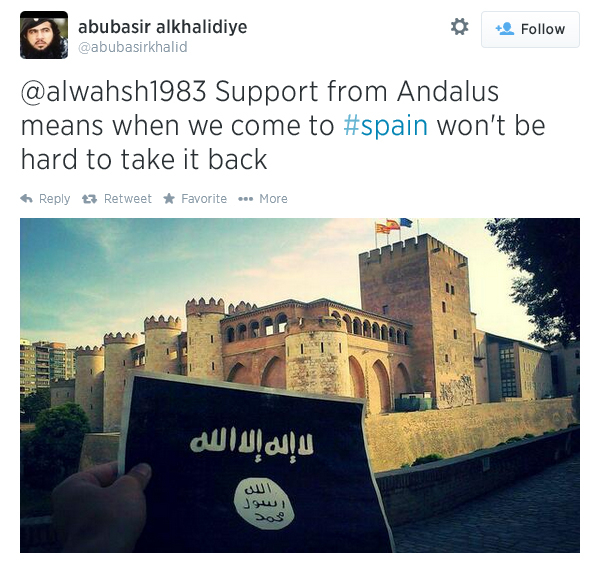 abubasir alkhalidiye
@abubasirkhalid
Follow
@alwahsh1983 Support from Andalus
means when we come to #spain won't be
hard to take it back
Reply Retweet Favorite More
لا إله إلا الله
الله
رسول
محمد